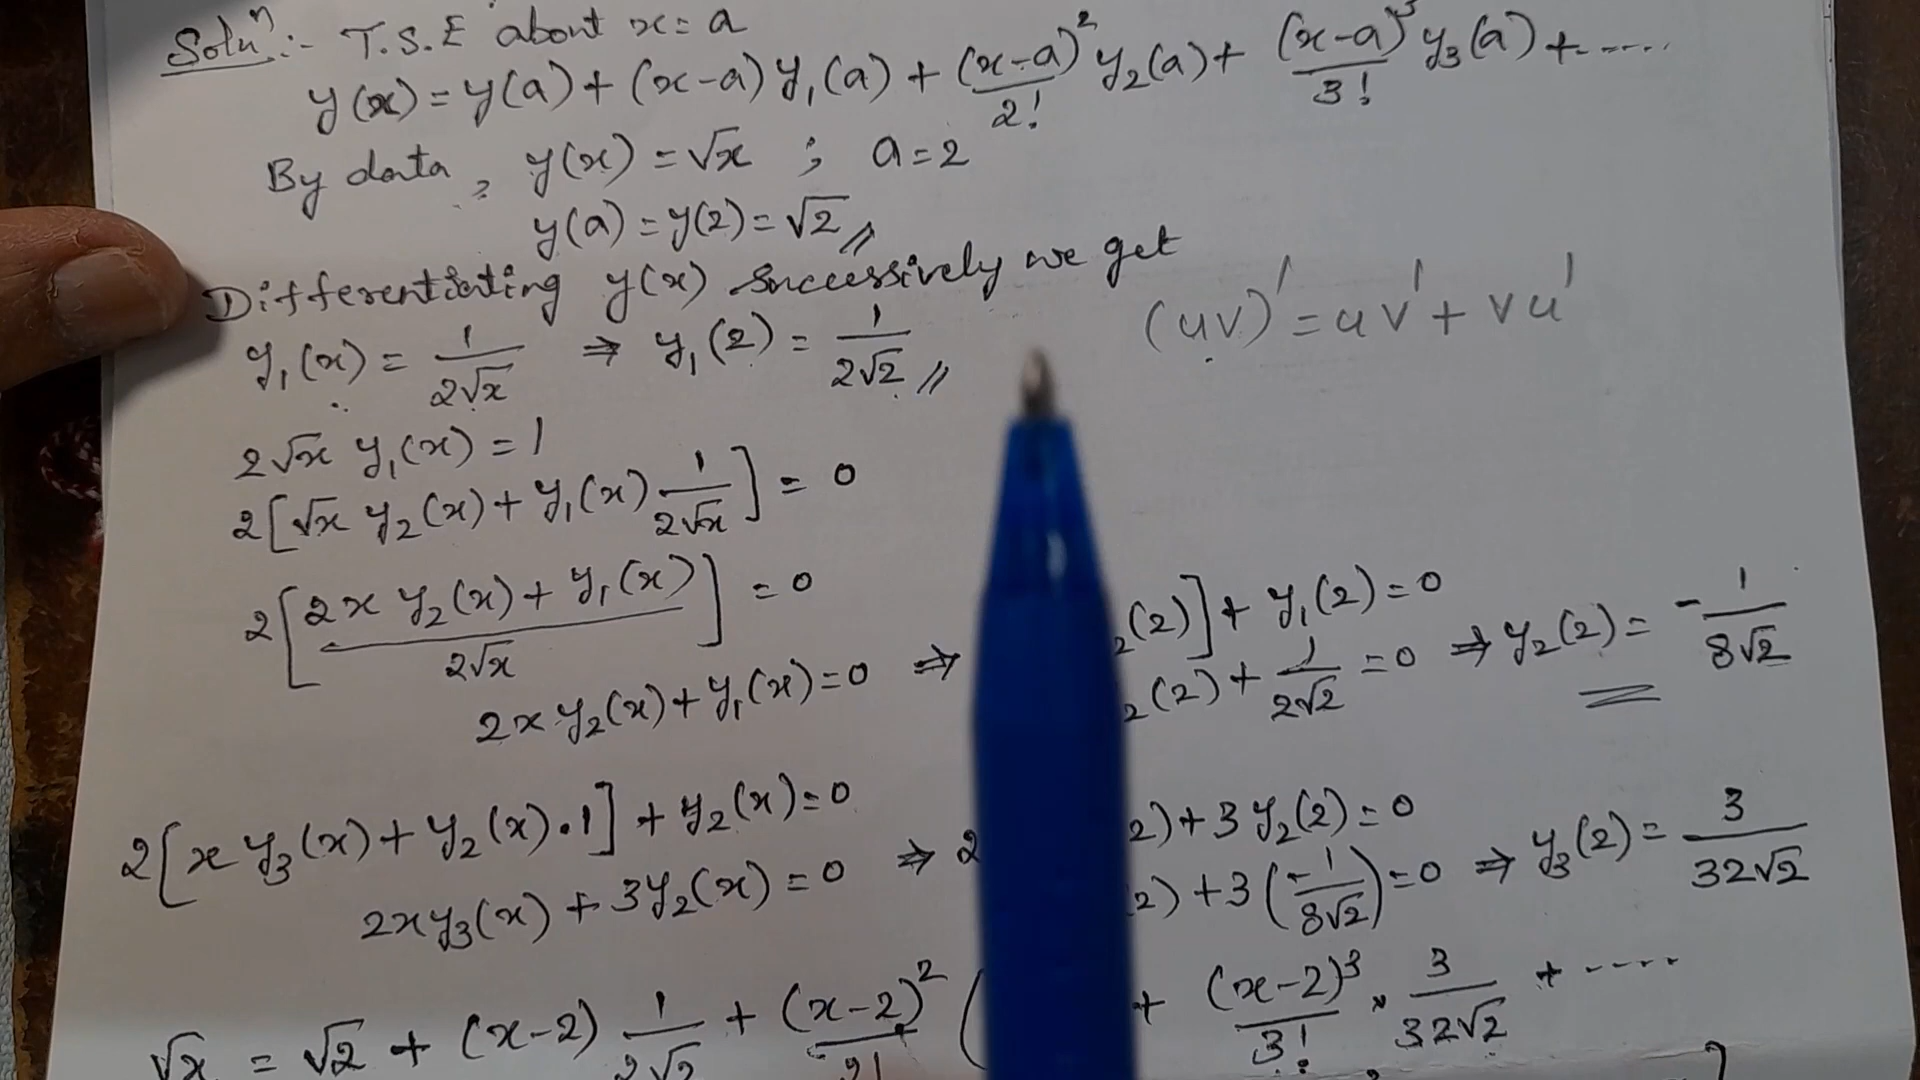 Soluⁿ :- T.S.E about x = a
y(x) = y(a) + (x-a) y₁(a) + (x-a)²/2! y₂(a) + (x-a)³/3! y₃(a) + ----
By data, y(x) = √x ; a = 2
y(a) = y(2) = √2 //
Differentiating y(x) successively we get
(uv)' = uv' + vu'
y₁(x) = 1/(2√x) ⇒ y₁(2) = 1/(2√2) //
2√x y₁(x) = 1
2[√x y₂(x) + y₁(x) 1/(2√x)] = 0
2[(2x y₂(x) + y₁(x))/(2√x)] = 0
2x y₂(x) + y₁(x) = 0 ⇒ ₂(2)] + y₁(2) = 0
₂(2) + 1/(2√2) = 0 ⇒ y₂(2) = -1/(8√2)
2[x y₃(x) + y₂(x)·1] + y₂(x) = 0
2x y₃(x) + 3y₂(x) = 0 ⇒ 2 2) + 3y₂(2) = 0
2) + 3(-1/(8√2)) = 0 ⇒ y₃(2) = 3/(32√2)
√x = √2 + (x-2) 1/(2√2) + (x-2)²/2! ( + (x-2)³/3! × 3/(32√2) + ----